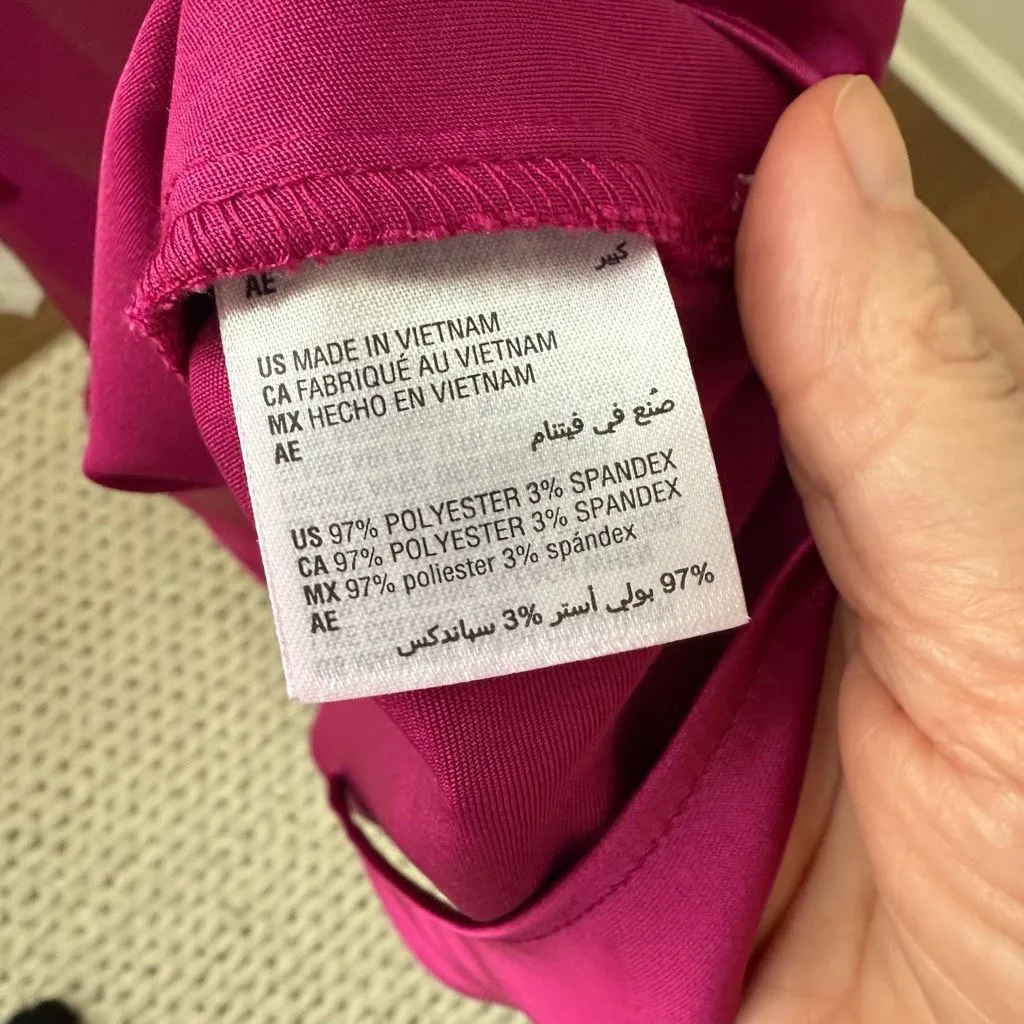 AE كبير
US MADE IN VIETNAM
CA FABRIQUÉ AU VIETNAM
MX HECHO EN VIETNAM
AE صُنع في فيتنام
US 97% POLYESTER 3% SPANDEX
CA 97% POLYESTER 3% SPANDEX
MX 97% poliester 3% spándex
AE 97% بولي أستر 3% سباندكس